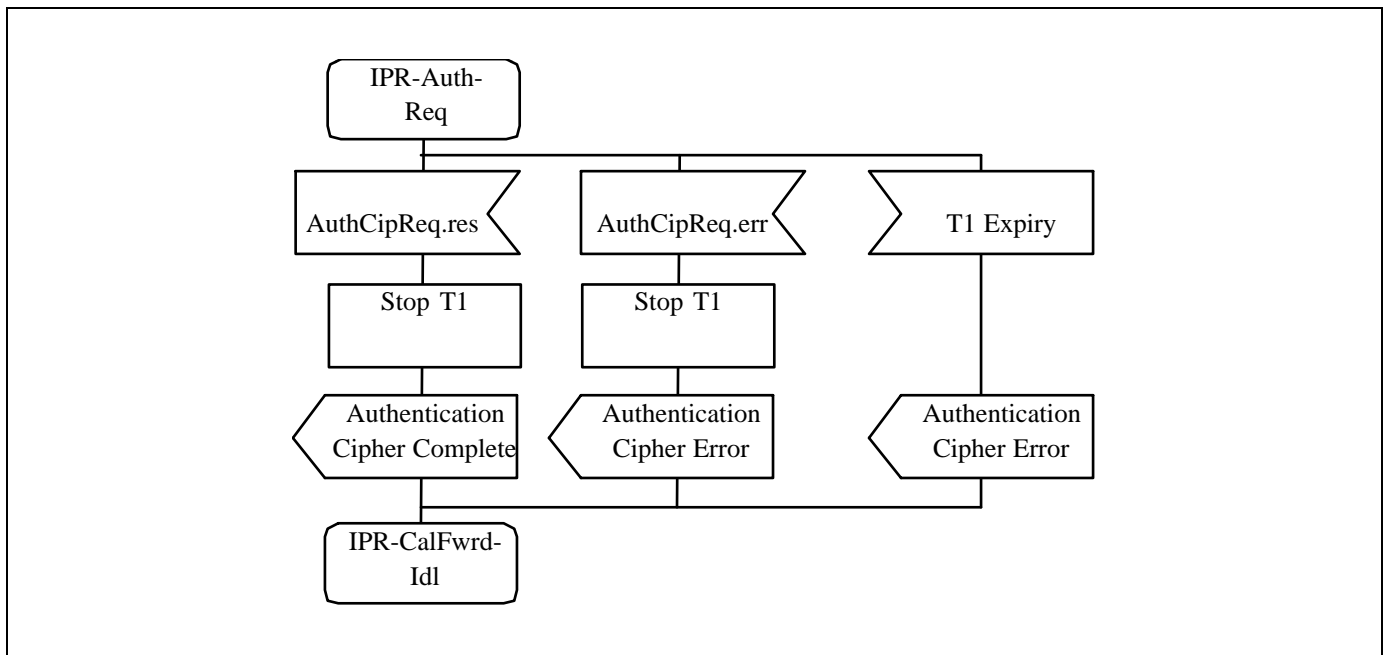 IPR-Auth-
Req
AuthCipReq.res
AuthCipReq.err
T1 Expiry
Stop T1
Stop T1
Authentication
Cipher Complete
Authentication
Cipher Error
Authentication
Cipher Error
IPR-CalFwrd-
Idl